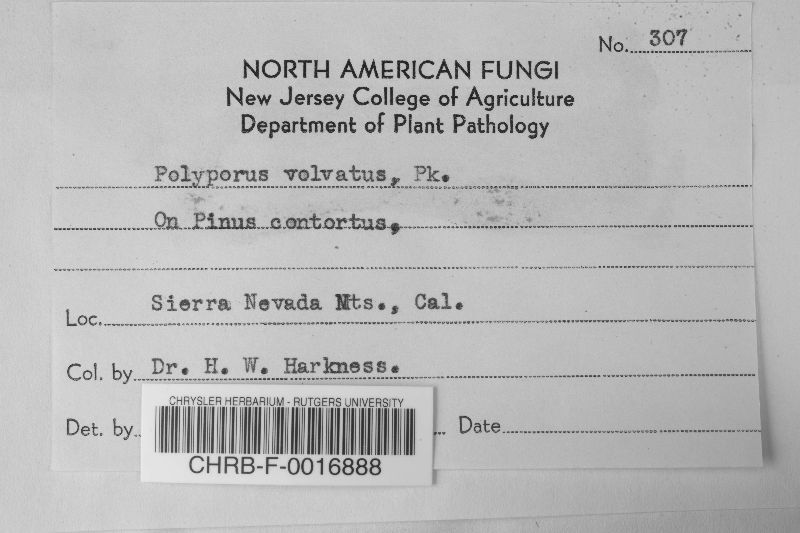 No. 307
NORTH AMERICAN FUNGI
New Jersey College of Agriculture
Department of Plant Pathology
Polyporus volvatus, Pk.
On Pinus contortus,
Loc. Sierra Nevada Mts., Cal.
Col. by Dr. H. W. Harkness.
Det. by Date
CHRYSLER HERBARIUM - RUTGERS UNIVERSITY
CHRB-F-0016888